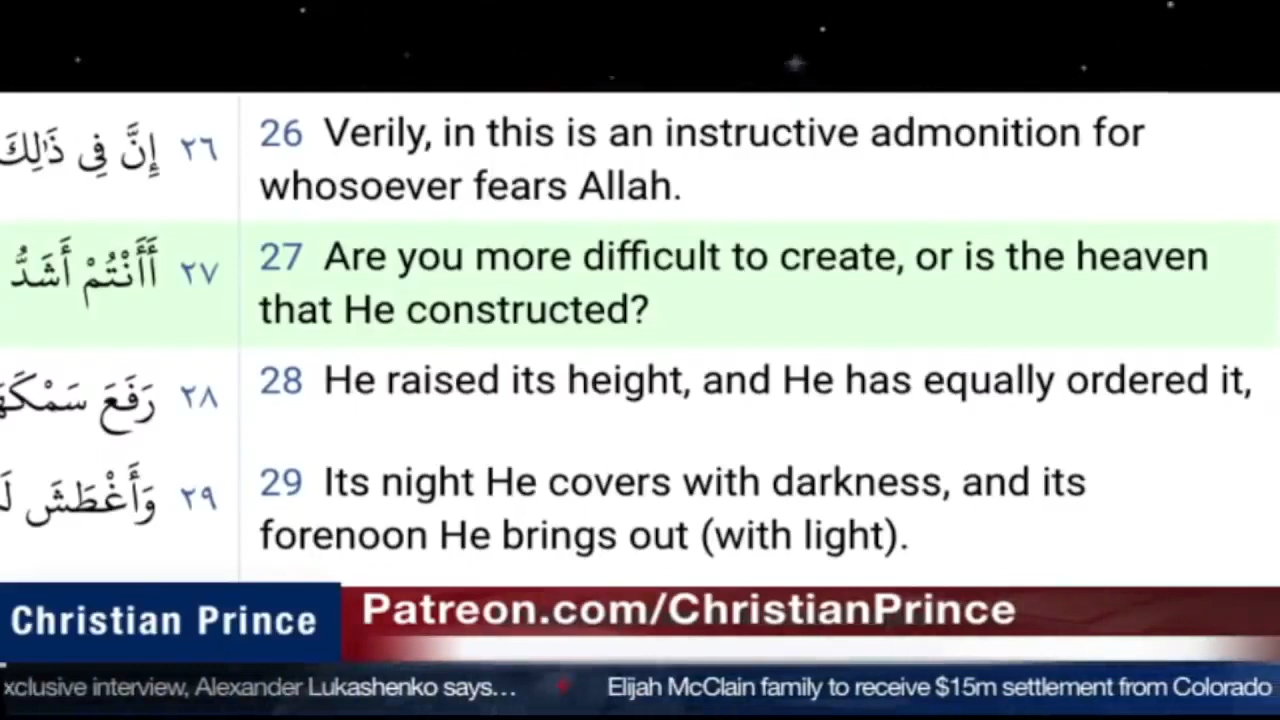 إِنَّ فِي ذَٰلِكَ ٢٦
26 Verily, in this is an instructive admonition for
whosoever fears Allah.
أَأَنْتُمْ أَشَدُّ ٢٧
27 Are you more difficult to create, or is the heaven
that He constructed?
رَفَعَ سَمْكَهَا ٢٨
28 He raised its height, and He has equally ordered it,
وَأَغْطَشَ ٢٩
29 Its night He covers with darkness, and its
forenoon He brings out (with light).
Christian Prince
Patreon.com/ChristianPrince
xclusive interview, Alexander Lukashenko says... Elijah McClain family to receive $15m settlement from Colorado